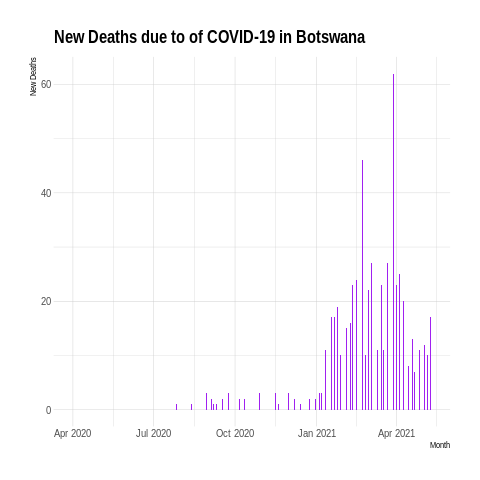 New Deaths due to of COVID-19 in Botswana
New Deaths
60
40
20
0
Apr 2020 Jul 2020 Oct 2020 Jan 2021 Apr 2021
Month